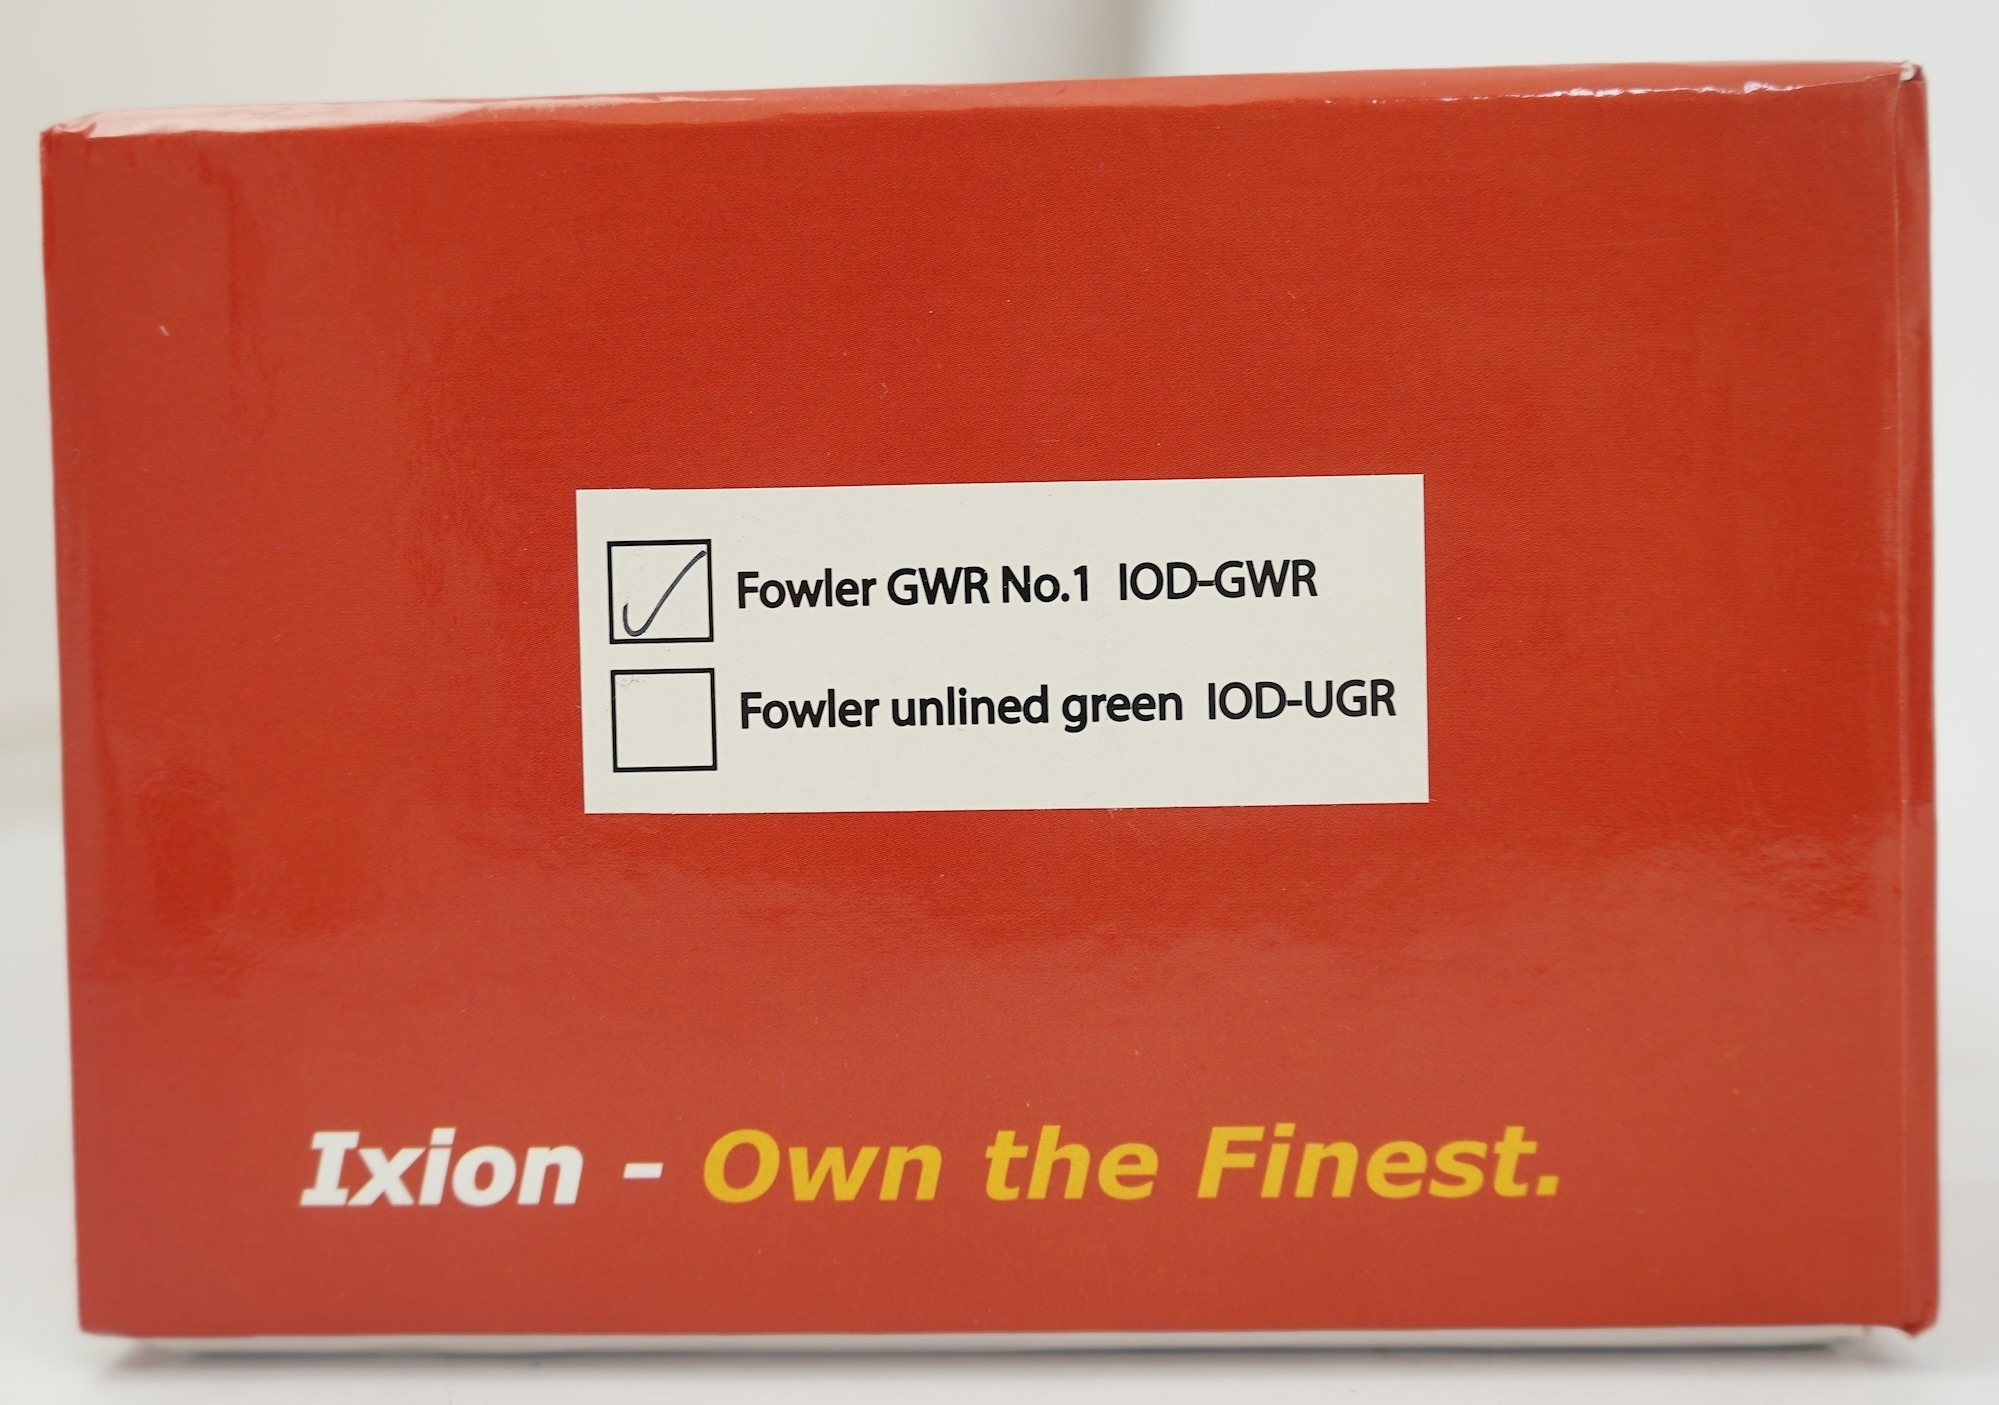 Fowler GWR No.1 IOD-GWR
Fowler unlined green IOD-UGR
Ixion - Own the Finest.